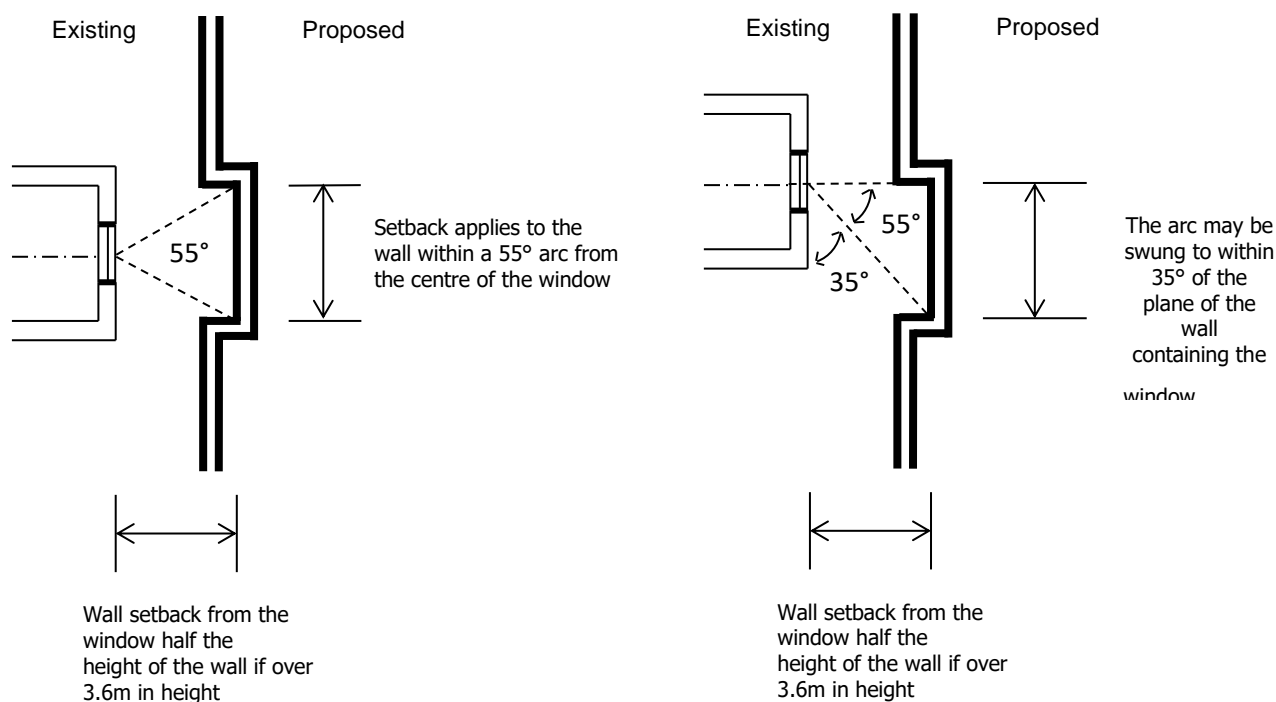 Existing
Proposed
55°
Setback applies to the
wall within a 55° arc from
the centre of the window
Wall setback from the
window half the
height of the wall if over
3.6m in height
Existing
Proposed
55°
35°
The arc may be
swung to within
35° of the
plane of the
wall
containing the
window
Wall setback from the
window half the
height of the wall if over
3.6m in height